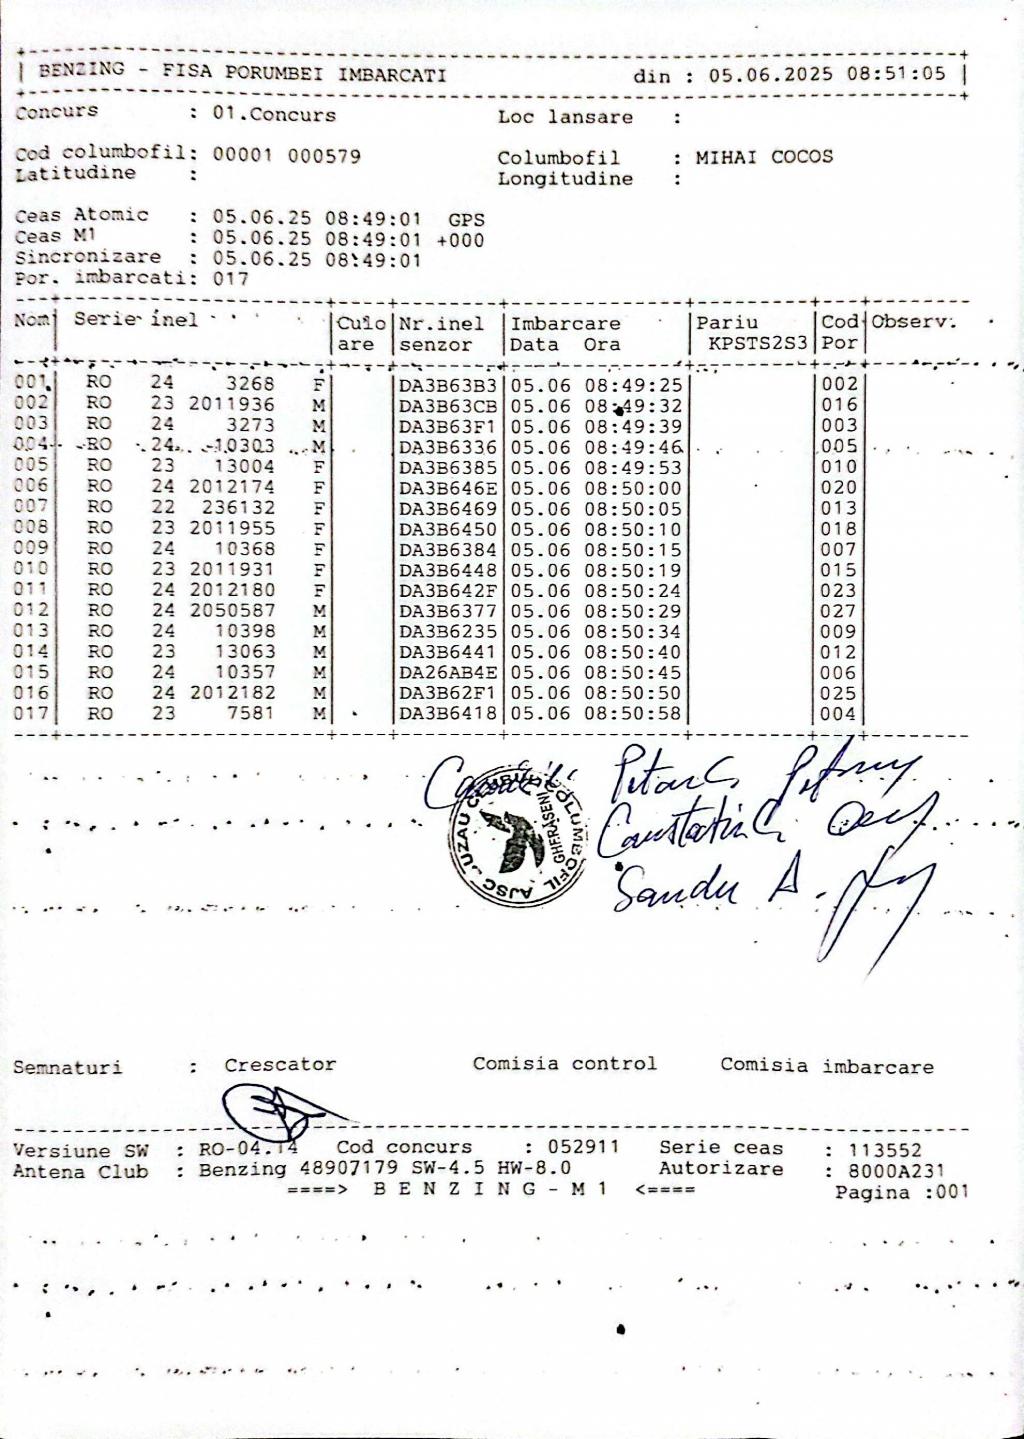 BENZING - FISA PORUMBEI IMBARCATI din : 05.06.2025 08:51:05
Concurs : 01.Concurs Loc lansare :
Cod columbofil: 00001 000579 Columbofil : MIHAI COCOS
Latitudine : Longitudine :
Ceas Atomic : 05.06.25 08:49:01 GPS
Ceas M1 : 05.06.25 08:49:01 +000
Sincronizare : 05.06.25 08:49:01
Por. imbarcati: 017
Nom Serie inel Culo Nr.inel Imbarcare Pariu Cod Observ.
are senzor Data Ora KPSTS2S3 Por
001 RO 24 3268 F DA3B63B3 05.06 08:49:25 002
002 RO 23 2011936 M DA3B63CB 05.06 08:49:32 016
003 RO 24 3273 M DA3B63F1 05.06 08:49:39 003
004 RO 24 10303 M DA3B6336 05.06 08:49:46 005
005 RO 23 13004 F DA3B6385 05.06 08:49:53 010
006 RO 24 2012174 F DA3B646E 05.06 08:50:00 020
007 RO 22 236132 F DA3B6469 05.06 08:50:05 013
008 RO 23 2011955 F DA3B6450 05.06 08:50:10 018
009 RO 24 10368 F DA3B6384 05.06 08:50:15 007
010 RO 23 2011931 F DA3B6448 05.06 08:50:19 015
011 RO 24 2012180 F DA3B642F 05.06 08:50:24 023
012 RO 24 2050587 M DA3B6377 05.06 08:50:29 027
013 RO 24 10398 M DA3B6235 05.06 08:50:34 009
014 RO 23 13063 M DA3B6441 05.06 08:50:40 012
015 RO 24 10357 M DA26AB4E 05.06 08:50:45 006
016 RO 24 2012182 M DA3B62F1 05.06 08:50:50 025
017 RO 23 7581 M DA3B6418 05.06 08:50:58 004
COLUMBOFIL GHERASENI
AJSC
Sandu A.
Semnaturi : Crescator Comisia control Comisia imbarcare
Versiune SW : RO-04.14 Cod concurs : 052911 Serie ceas : 113552
Antena Club : Benzing 48907179 SW-4.5 HW-8.0 Autorizare : 8000A231
====> B E N Z I N G - M 1 <==== Pagina :001